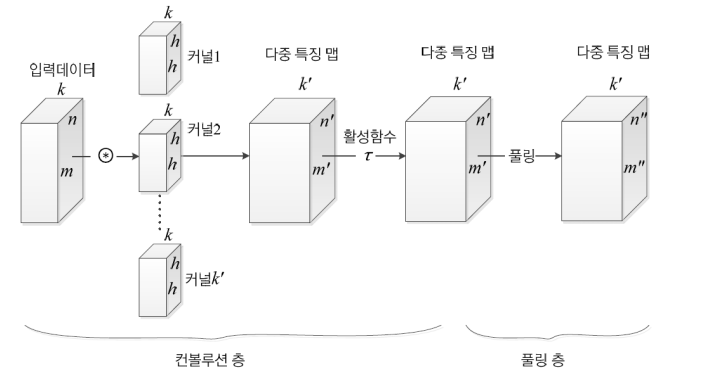 입력데이터
k
n
m
⊛
k
h
h
커널1
k
h
h
커널2
k
h
h
커널k′
다중 특징 맵
k′
n′
m′
활성함수
τ
다중 특징 맵
k′
n′
m′
풀링
다중 특징 맵
k′
n″
m″
컨볼루션 층
풀링 층